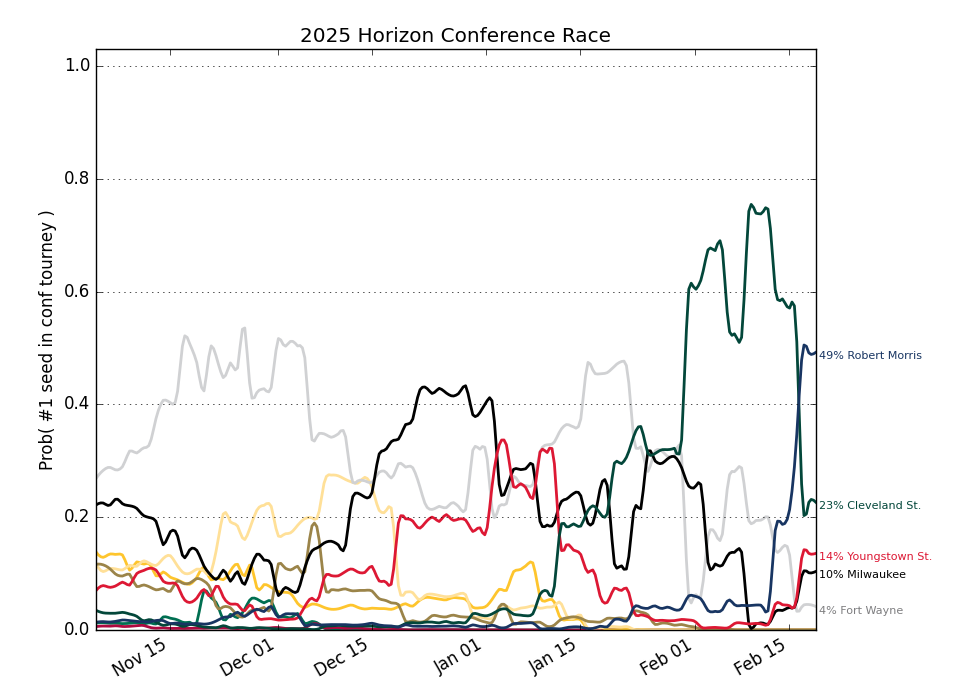 2025 Horizon Conference Race
Prob( #1 seed in conf tourney )
1.0
0.8
0.6
0.4
0.2
0.0
Nov 15
Dec 01
Dec 15
Jan 01
Jan 15
Feb 01
Feb 15
49% Robert Morris
23% Cleveland St.
14% Youngstown St.
10% Milwaukee
4% Fort Wayne